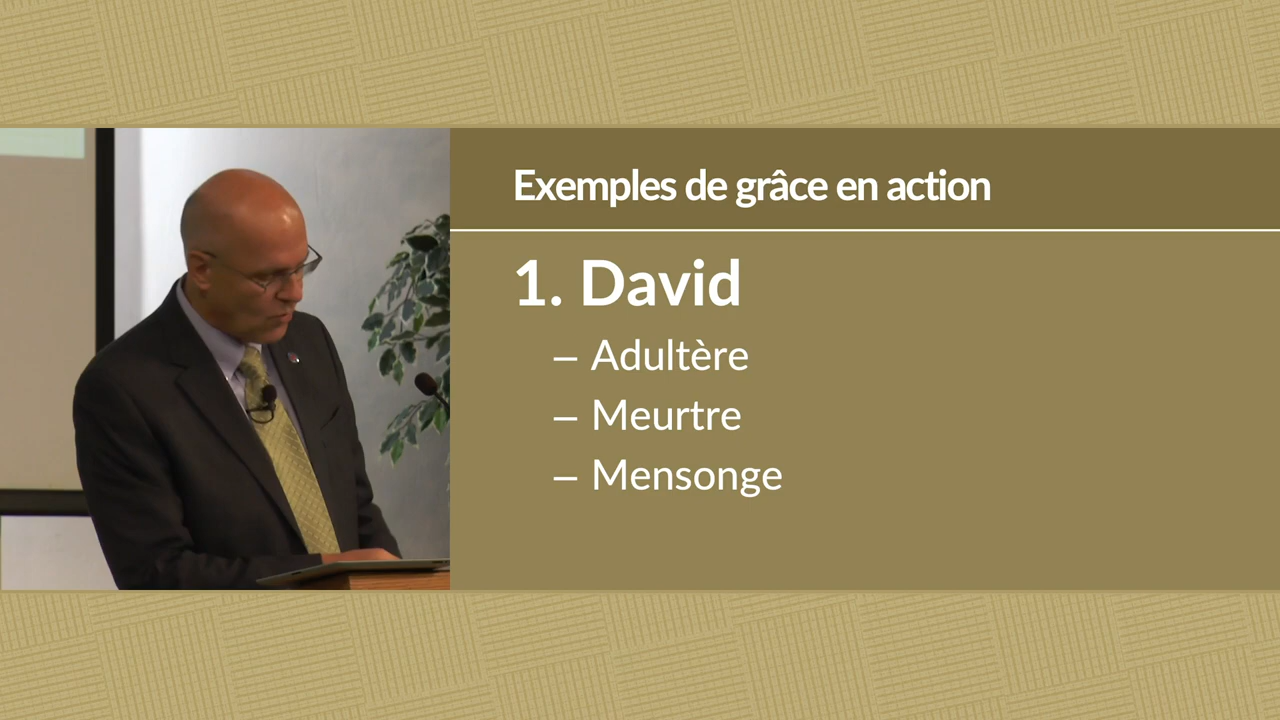 Exemples de grâce en action
1. David
– Adultère
– Meurtre
– Mensonge